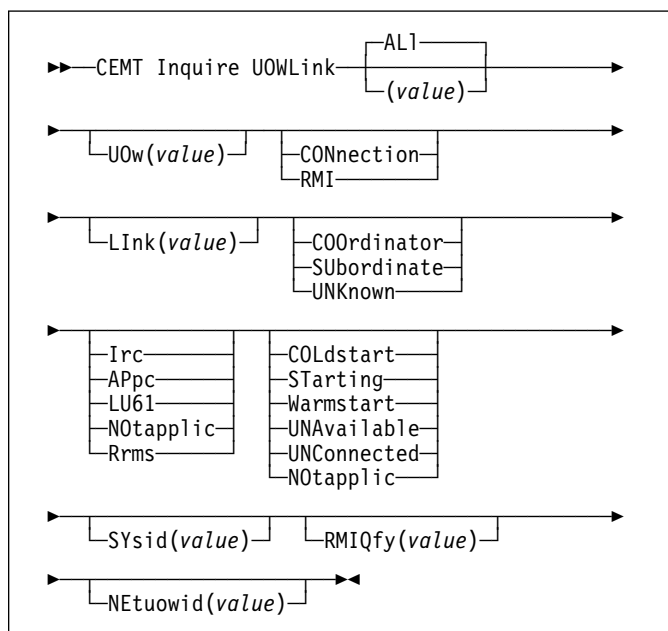 ALl
CEMT Inquire UOWLink
(value)
UOw(value) CONnection
RMI
LInk(value) COOrdinator
SUbordinate
UNKnown
Irc COLdstart
APpc STarting
LU61 Warmstart
NOtapplic UNAvailable
Rrms UNConnected
NOtapplic
SYsid(value) RMIQfy(value)
NEtuowid(value)